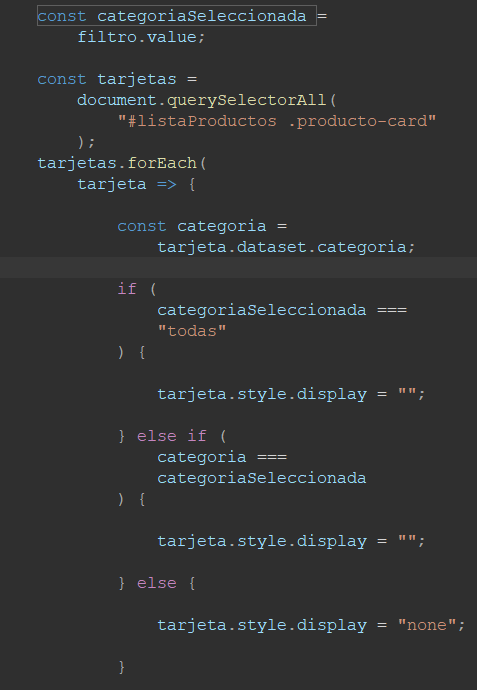 const categoriaSeleccionada =
filtro.value;
const tarjetas =
document.querySelectorAll(
"#listaProductos .producto-card"
);
tarjetas.forEach(
tarjeta => {
const categoria =
tarjeta.dataset.categoria;
if (
categoriaSeleccionada ===
"todas"
) {
tarjeta.style.display = "";
} else if (
categoria ===
categoriaSeleccionada
) {
tarjeta.style.display = "";
} else {
tarjeta.style.display = "none";
}